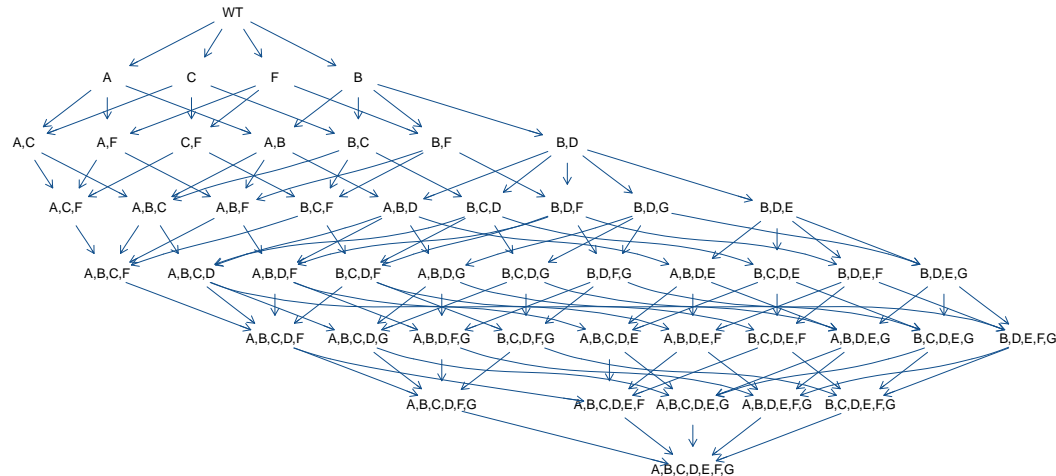 WT
A C F B
A,C A,F C,F A,B B,C B,F B,D
A,C,F A,B,C A,B,F B,C,F A,B,D B,C,D B,D,F B,D,G B,D,E
A,B,C,F A,B,C,D A,B,D,F B,C,D,F A,B,D,G B,C,D,G B,D,F,G A,B,D,E B,C,D,E B,D,E,F B,D,E,G
A,B,C,D,F A,B,C,D,G A,B,D,F,G B,C,D,F,G A,B,C,D,E A,B,D,E,F B,C,D,E,F A,B,D,E,G B,C,D,E,G B,D,E,F,G
A,B,C,D,F,G A,B,C,D,E,F A,B,C,D,E,G A,B,D,E,F,G B,C,D,E,F,G
A,B,C,D,E,F,G